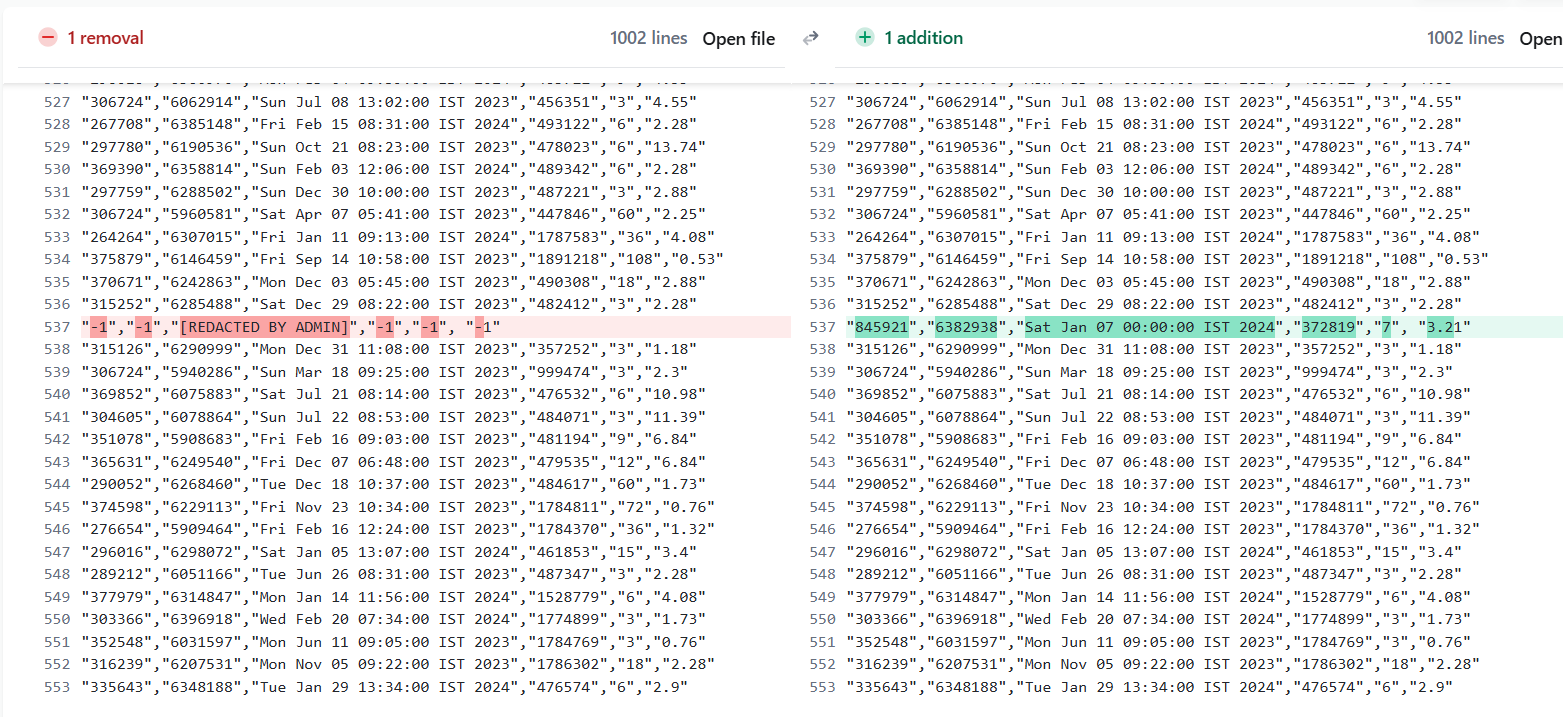 1 removal 1002 lines Open file
527 "306724","6062914","Sun Jul 08 13:02:00 IST 2023","456351","3","4.55"
528 "267708","6385148","Fri Feb 15 08:31:00 IST 2024","493122","6","2.28"
529 "297780","6190536","Sun Oct 21 08:23:00 IST 2023","478023","6","13.74"
530 "369390","6358814","Sun Feb 03 12:06:00 IST 2024","489342","6","2.28"
531 "297759","6288502","Sun Dec 30 10:00:00 IST 2023","487221","3","2.88"
532 "306724","5960581","Sat Apr 07 05:41:00 IST 2023","447846","60","2.25"
533 "264264","6307015","Fri Jan 11 09:13:00 IST 2024","1787583","36","4.08"
534 "375879","6146459","Fri Sep 14 10:58:00 IST 2023","1891218","108","0.53"
535 "370671","6242863","Mon Dec 03 05:45:00 IST 2023","490308","18","2.88"
536 "315252","6285488","Sat Dec 29 08:22:00 IST 2023","482412","3","2.28"
537 "-1","-1","[REDACTED BY ADMIN]","-1","-1", "-1"
538 "315126","6290999","Mon Dec 31 11:08:00 IST 2023","357252","3","1.18"
539 "306724","5940286","Sun Mar 18 09:25:00 IST 2023","999474","3","2.3"
540 "369852","6075883","Sat Jul 21 08:14:00 IST 2023","476532","6","10.98"
541 "304605","6078864","Sun Jul 22 08:53:00 IST 2023","484071","3","11.39"
542 "351078","5908683","Fri Feb 16 09:03:00 IST 2023","481194","9","6.84"
543 "365631","6249540","Fri Dec 07 06:48:00 IST 2023","479535","12","6.84"
544 "290052","6268460","Tue Dec 18 10:37:00 IST 2023","484617","60","1.73"
545 "374598","6229113","Fri Nov 23 10:34:00 IST 2023","1784811","72","0.76"
546 "276654","5909464","Fri Feb 16 12:24:00 IST 2023","1784370","36","1.32"
547 "296016","6298072","Sat Jan 05 13:07:00 IST 2024","461853","15","3.4"
548 "289212","6051166","Tue Jun 26 08:31:00 IST 2023","487347","3","2.28"
549 "377979","6314847","Mon Jan 14 11:56:00 IST 2024","1528779","6","4.08"
550 "303366","6396918","Wed Feb 20 07:34:00 IST 2024","1774899","3","1.73"
551 "352548","6031597","Mon Jun 11 09:05:00 IST 2023","1784769","3","0.76"
552 "316239","6207531","Mon Nov 05 09:22:00 IST 2023","1786302","18","2.28"
553 "335643","6348188","Tue Jan 29 13:34:00 IST 2024","476574","6","2.9"
1 addition 1002 lines Open
527 "306724","6062914","Sun Jul 08 13:02:00 IST 2023","456351","3","4.55"
528 "267708","6385148","Fri Feb 15 08:31:00 IST 2024","493122","6","2.28"
529 "297780","6190536","Sun Oct 21 08:23:00 IST 2023","478023","6","13.74"
530 "369390","6358814","Sun Feb 03 12:06:00 IST 2024","489342","6","2.28"
531 "297759","6288502","Sun Dec 30 10:00:00 IST 2023","487221","3","2.88"
532 "306724","5960581","Sat Apr 07 05:41:00 IST 2023","447846","60","2.25"
533 "264264","6307015","Fri Jan 11 09:13:00 IST 2024","1787583","36","4.08"
534 "375879","6146459","Fri Sep 14 10:58:00 IST 2023","1891218","108","0.53"
535 "370671","6242863","Mon Dec 03 05:45:00 IST 2023","490308","18","2.88"
536 "315252","6285488","Sat Dec 29 08:22:00 IST 2023","482412","3","2.28"
537 "845921","6382938","Sat Jan 07 00:00:00 IST 2024","372819","7", "3.21"
538 "315126","6290999","Mon Dec 31 11:08:00 IST 2023","357252","3","1.18"
539 "306724","5940286","Sun Mar 18 09:25:00 IST 2023","999474","3","2.3"
540 "369852","6075883","Sat Jul 21 08:14:00 IST 2023","476532","6","10.98"
541 "304605","6078864","Sun Jul 22 08:53:00 IST 2023","484071","3","11.39"
542 "351078","5908683","Fri Feb 16 09:03:00 IST 2023","481194","9","6.84"
543 "365631","6249540","Fri Dec 07 06:48:00 IST 2023","479535","12","6.84"
544 "290052","6268460","Tue Dec 18 10:37:00 IST 2023","484617","60","1.73"
545 "374598","6229113","Fri Nov 23 10:34:00 IST 2023","1784811","72","0.76"
546 "276654","5909464","Fri Feb 16 12:24:00 IST 2023","1784370","36","1.32"
547 "296016","6298072","Sat Jan 05 13:07:00 IST 2024","461853","15","3.4"
548 "289212","6051166","Tue Jun 26 08:31:00 IST 2023","487347","3","2.28"
549 "377979","6314847","Mon Jan 14 11:56:00 IST 2024","1528779","6","4.08"
550 "303366","6396918","Wed Feb 20 07:34:00 IST 2024","1774899","3","1.73"
551 "352548","6031597","Mon Jun 11 09:05:00 IST 2023","1784769","3","0.76"
552 "316239","6207531","Mon Nov 05 09:22:00 IST 2023","1786302","18","2.28"
553 "335643","6348188","Tue Jan 29 13:34:00 IST 2024","476574","6","2.9"